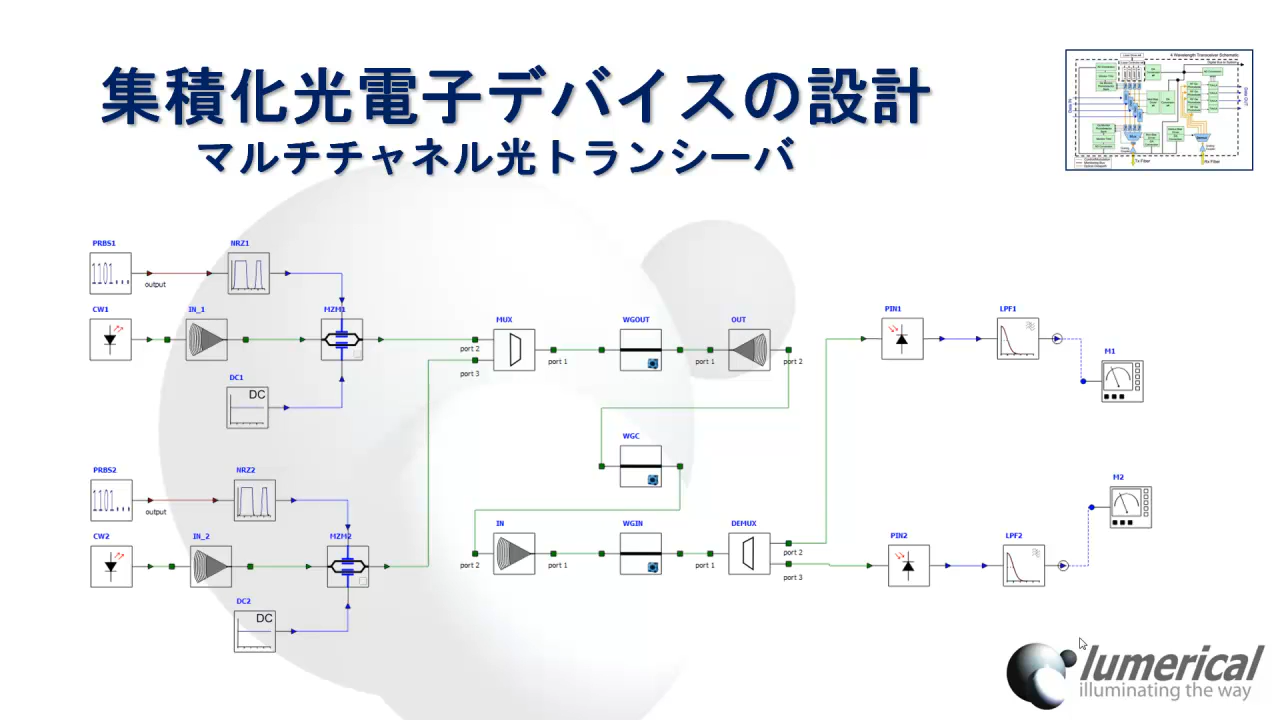 集積化光電子デバイスの設計
マルチチャネル光トランシーバ
4 Wavelength Transceiver Schematic
PRBS1
NRZ1
output
CW1
IN_1
MZM1
DC1
DC
MUX
port 2
port 3
port 1
WGOUT
port 1
OUT
port 2
PIN1
LPF1
M1
WGC
PRBS2
NRZ2
output
CW2
IN_2
MZM2
DC2
DC
IN
port 2
port 1
WGIN
port 1
DEMUX
port 2
port 3
PIN2
LPF2
M2
lumerical
illuminating the way